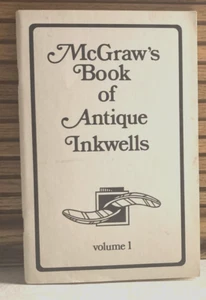 McGraw's
Book
of
Antique
Inkwells
volume 1